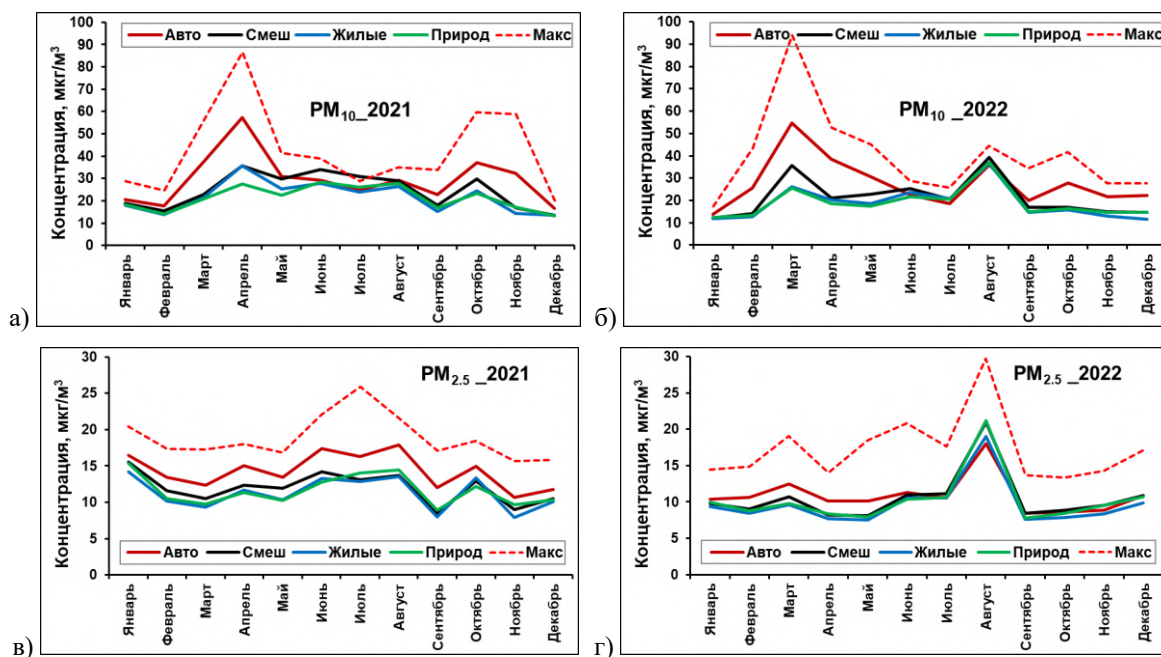 Концентрация, мкг/м³
100
90
80
70
60
50
40
30
20
10
0
Авто Смеш Жилые Природ Макс
PM₁₀_2021
Январь
Февраль
Март
Апрель
Май
Июнь
Июль
Август
Сентябрь
Октябрь
Ноябрь
Декабрь
а)
Концентрация, мкг/м³
100
90
80
70
60
50
40
30
20
10
0
Авто Смеш Жилые Природ Макс
PM₁₀_2022
Январь
Февраль
Март
Апрель
Май
Июнь
Июль
Август
Сентябрь
Октябрь
Ноябрь
Декабрь
б)
Концентрация, мкг/м³
30
25
20
15
10
5
0
PM₂.₅_2021
Авто Смеш Жилые Природ Макс
Январь
Февраль
Март
Апрель
Май
Июнь
Июль
Август
Сентябрь
Октябрь
Ноябрь
Декабрь
в)
Концентрация, мкг/м³
30
25
20
15
10
5
0
PM₂.₅_2022
Авто Смеш Жилые Природ Макс
Январь
Февраль
Март
Апрель
Май
Июнь
Июль
Август
Сентябрь
Октябрь
Ноябрь
Декабрь
г)